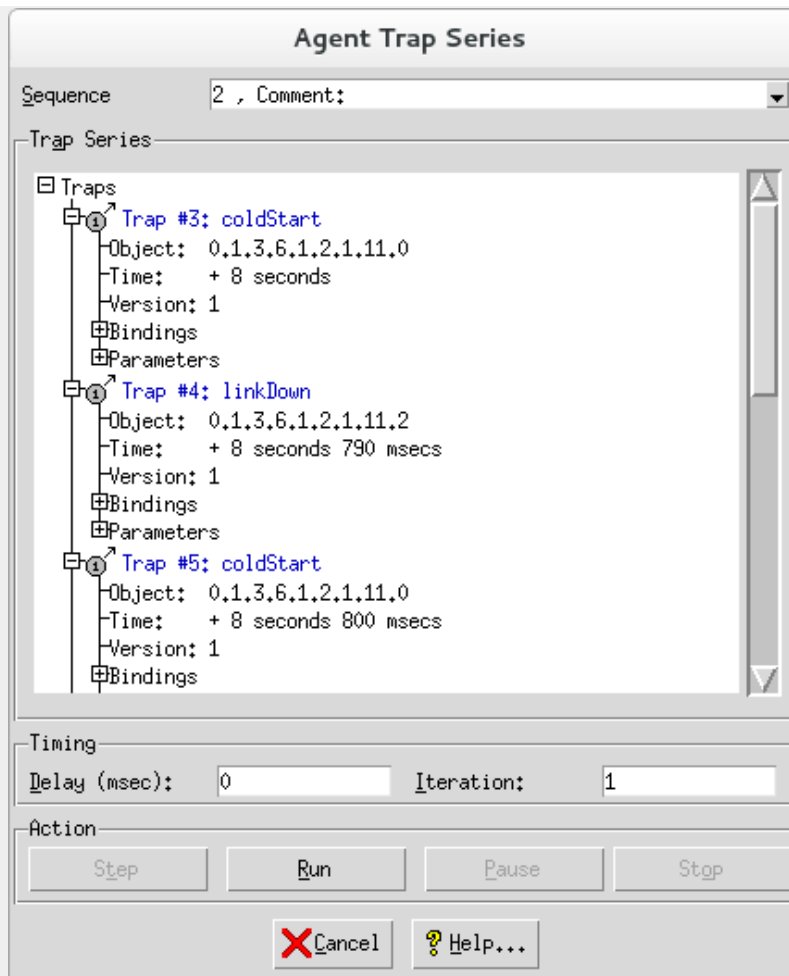 Agent Trap Series
Sequence 2 , Comment:
Trap Series
Traps
1 Trap #3: coldStart
Object: 0.1.3.6.1.2.1.11.0
Time: + 8 seconds
Version: 1
Bindings
Parameters
1 Trap #4: linkDown
Object: 0.1.3.6.1.2.1.11.2
Time: + 8 seconds 790 msecs
Version: 1
Bindings
Parameters
1 Trap #5: coldStart
Object: 0.1.3.6.1.2.1.11.0
Time: + 8 seconds 800 msecs
Version: 1
Bindings
Timing
Delay (msec): 0 Iteration: 1
Action
Step Run Pause Stop
Cancel ? Help...